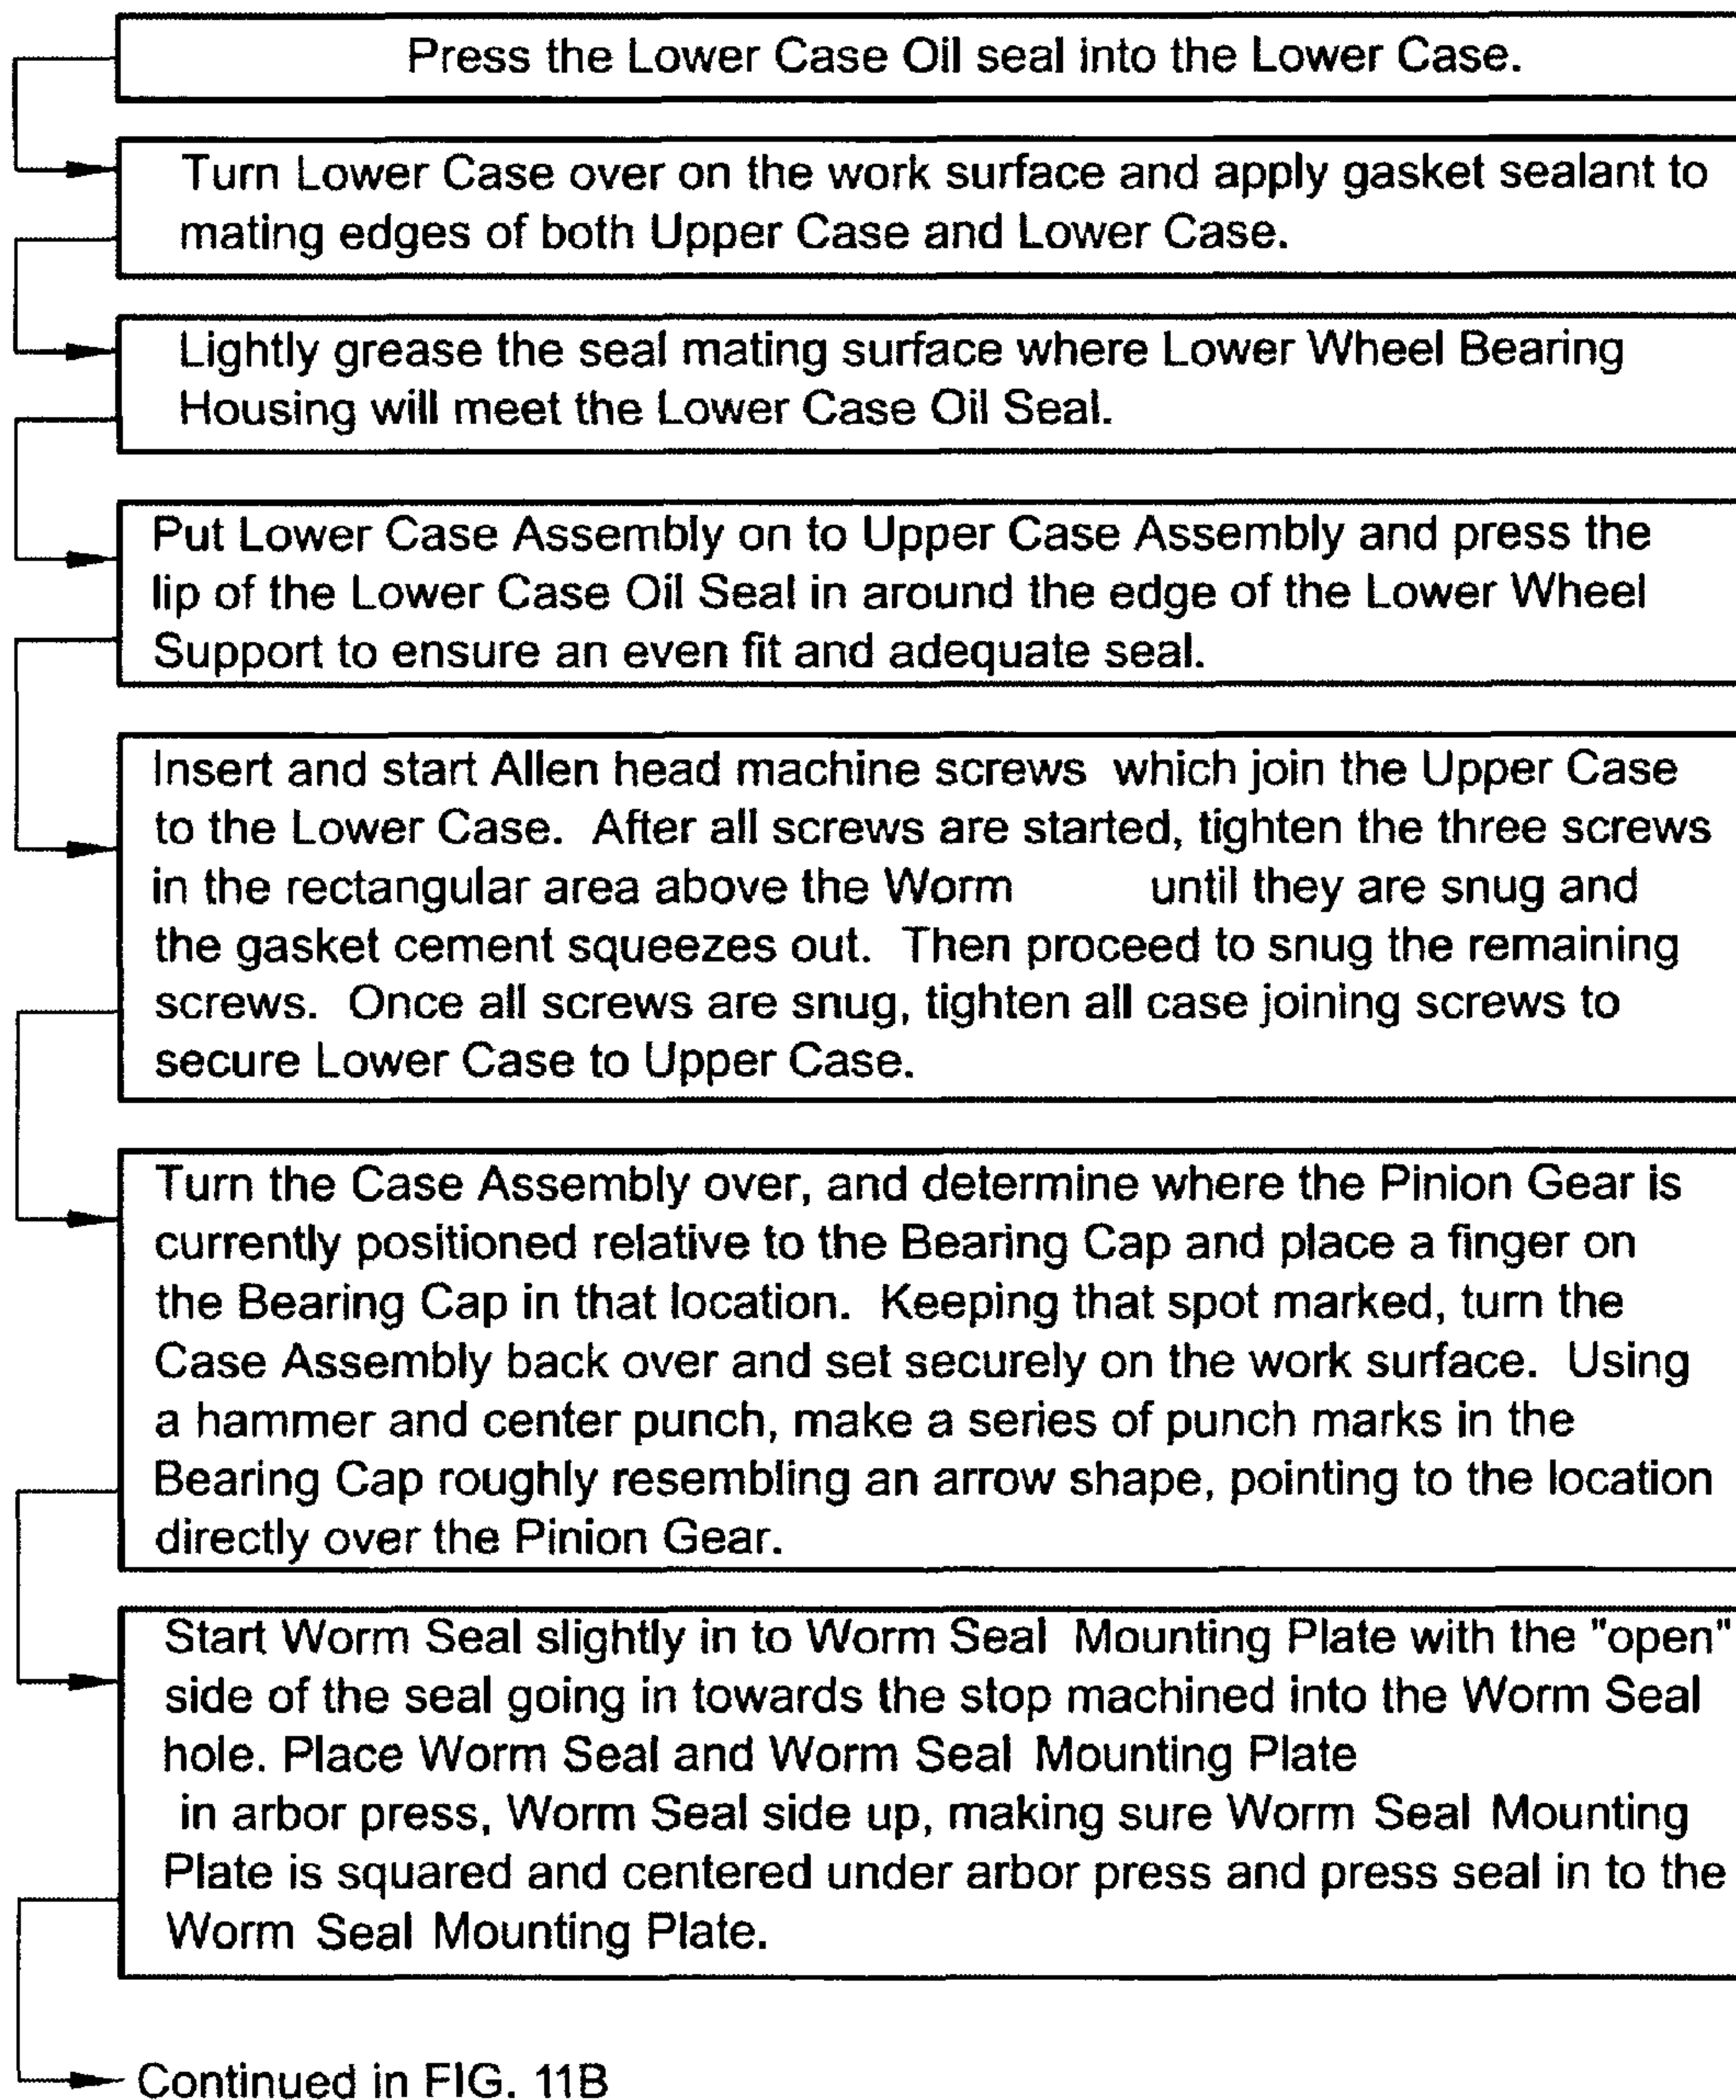 Press the Lower Case Oil seal into the Lower Case.
Turn Lower Case over on the work surface and apply gasket sealant to
mating edges of both Upper Case and Lower Case.
Lightly grease the seal mating surface where Lower Wheel Bearing
Housing will meet the Lower Case Oil Seal.
Put Lower Case Assembly on to Upper Case Assembly and press the
lip of the Lower Case Oil Seal in around the edge of the Lower Wheel
Support to ensure an even fit and adequate seal.
Insert and start Allen head machine screws which join the Upper Case
to the Lower Case. After all screws are started, tighten the three screws
in the rectangular area above the Worm until they are snug and
the gasket cement squeezes out. Then proceed to snug the remaining
screws. Once all screws are snug, tighten all case joining screws to
secure Lower Case to Upper Case.
Turn the Case Assembly over, and determine where the Pinion Gear is
currently positioned relative to the Bearing Cap and place a finger on
the Bearing Cap in that location. Keeping that spot marked, turn the
Case Assembly back over and set securely on the work surface. Using
a hammer and center punch, make a series of punch marks in the
Bearing Cap roughly resembling an arrow shape, pointing to the location
directly over the Pinion Gear.
Start Worm Seal slightly in to Worm Seal Mounting Plate with the "open"
side of the seal going in towards the stop machined into the Worm Seal
hole. Place Worm Seal and Worm Seal Mounting Plate
in arbor press, Worm Seal side up, making sure Worm Seal Mounting
Plate is squared and centered under arbor press and press seal in to the
Worm Seal Mounting Plate.
Continued in FIG. 11B